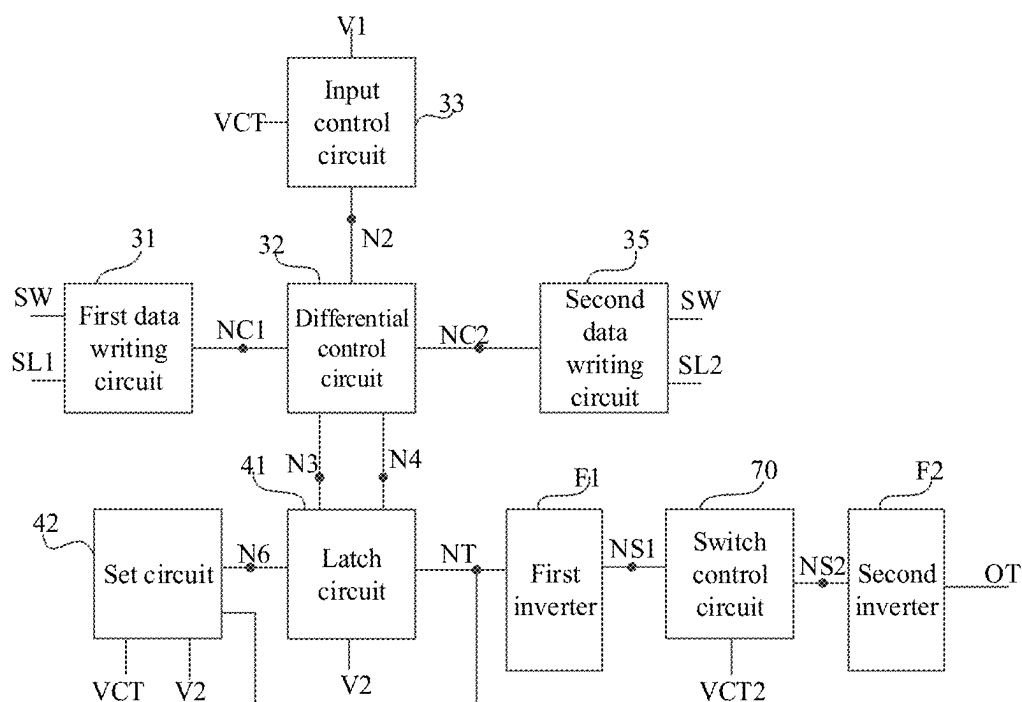 V1
Input
control
circuit
33
VCT
N2
31
32
35
SW
First data
writing
circuit
SL1
NC1
Differential
control
circuit
NC2
Second
data
writing
circuit
SW
SL2
N3
N4
41
F1
70
F2
42
Set circuit
N6
Latch
circuit
NT
First
inverter
NS1
Switch
control
circuit
NS2
Second
inverter
OT
VCT
V2
V2
VCT2